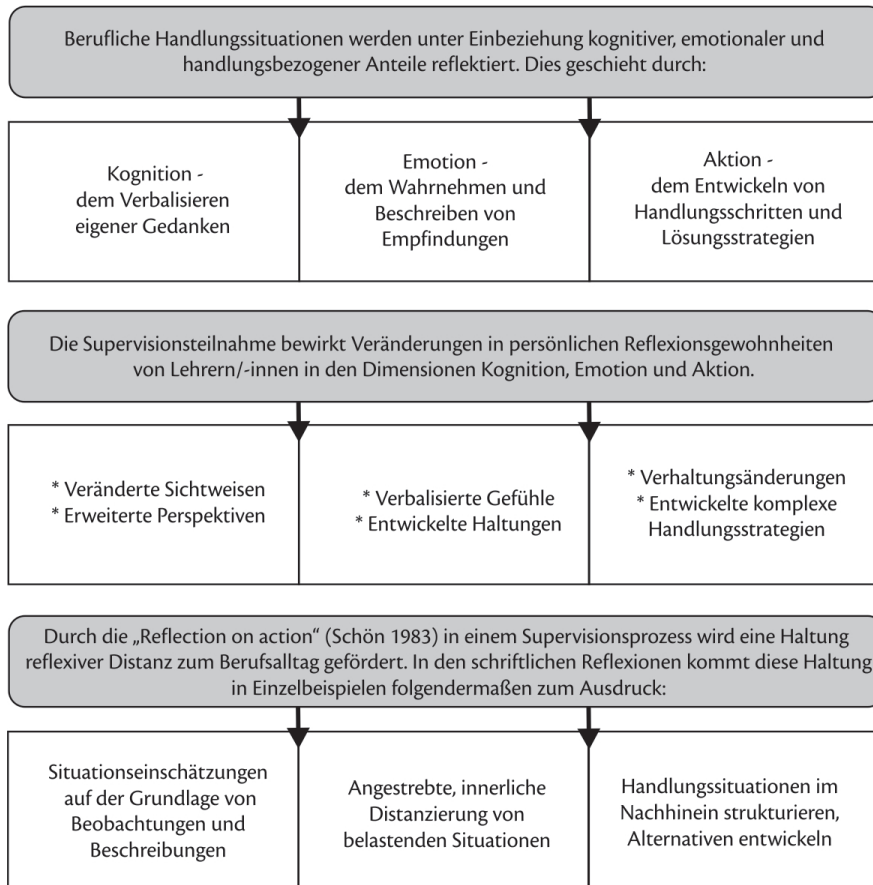 Berufliche Handlungssituationen werden unter Einbeziehung kognitiver, emotionaler und
handlungsbezogener Anteile reflektiert. Dies geschieht durch:
Kognition -
dem Verbalisieren
eigener Gedanken
Emotion -
dem Wahrnehmen und
Beschreiben von
Empfindungen
Aktion -
dem Entwickeln von
Handlungsschritten und
Lösungsstrategien
Die Supervisionsteilnahme bewirkt Veränderungen in persönlichen Reflexionsgewohnheiten
von Lehrern/-innen in den Dimensionen Kognition, Emotion und Aktion.
* Veränderte Sichtweisen
* Erweiterte Perspektiven
* Verbalisierte Gefühle
* Entwickelte Haltungen
* Verhaltungsänderungen
* Entwickelte komplexe
Handlungsstrategien
Durch die „Reflection on action“ (Schön 1983) in einem Supervisionsprozess wird eine Haltung
reflexiver Distanz zum Berufsalltag gefördert. In den schriftlichen Reflexionen kommt diese Haltung
in Einzelbeispielen folgendermaßen zum Ausdruck:
Situationseinschätzungen
auf der Grundlage von
Beobachtungen und
Beschreibungen
Angestrebte, innerliche
Distanzierung von
belastenden Situationen
Handlungssituationen im
Nachhinein strukturieren,
Alternativen entwickeln